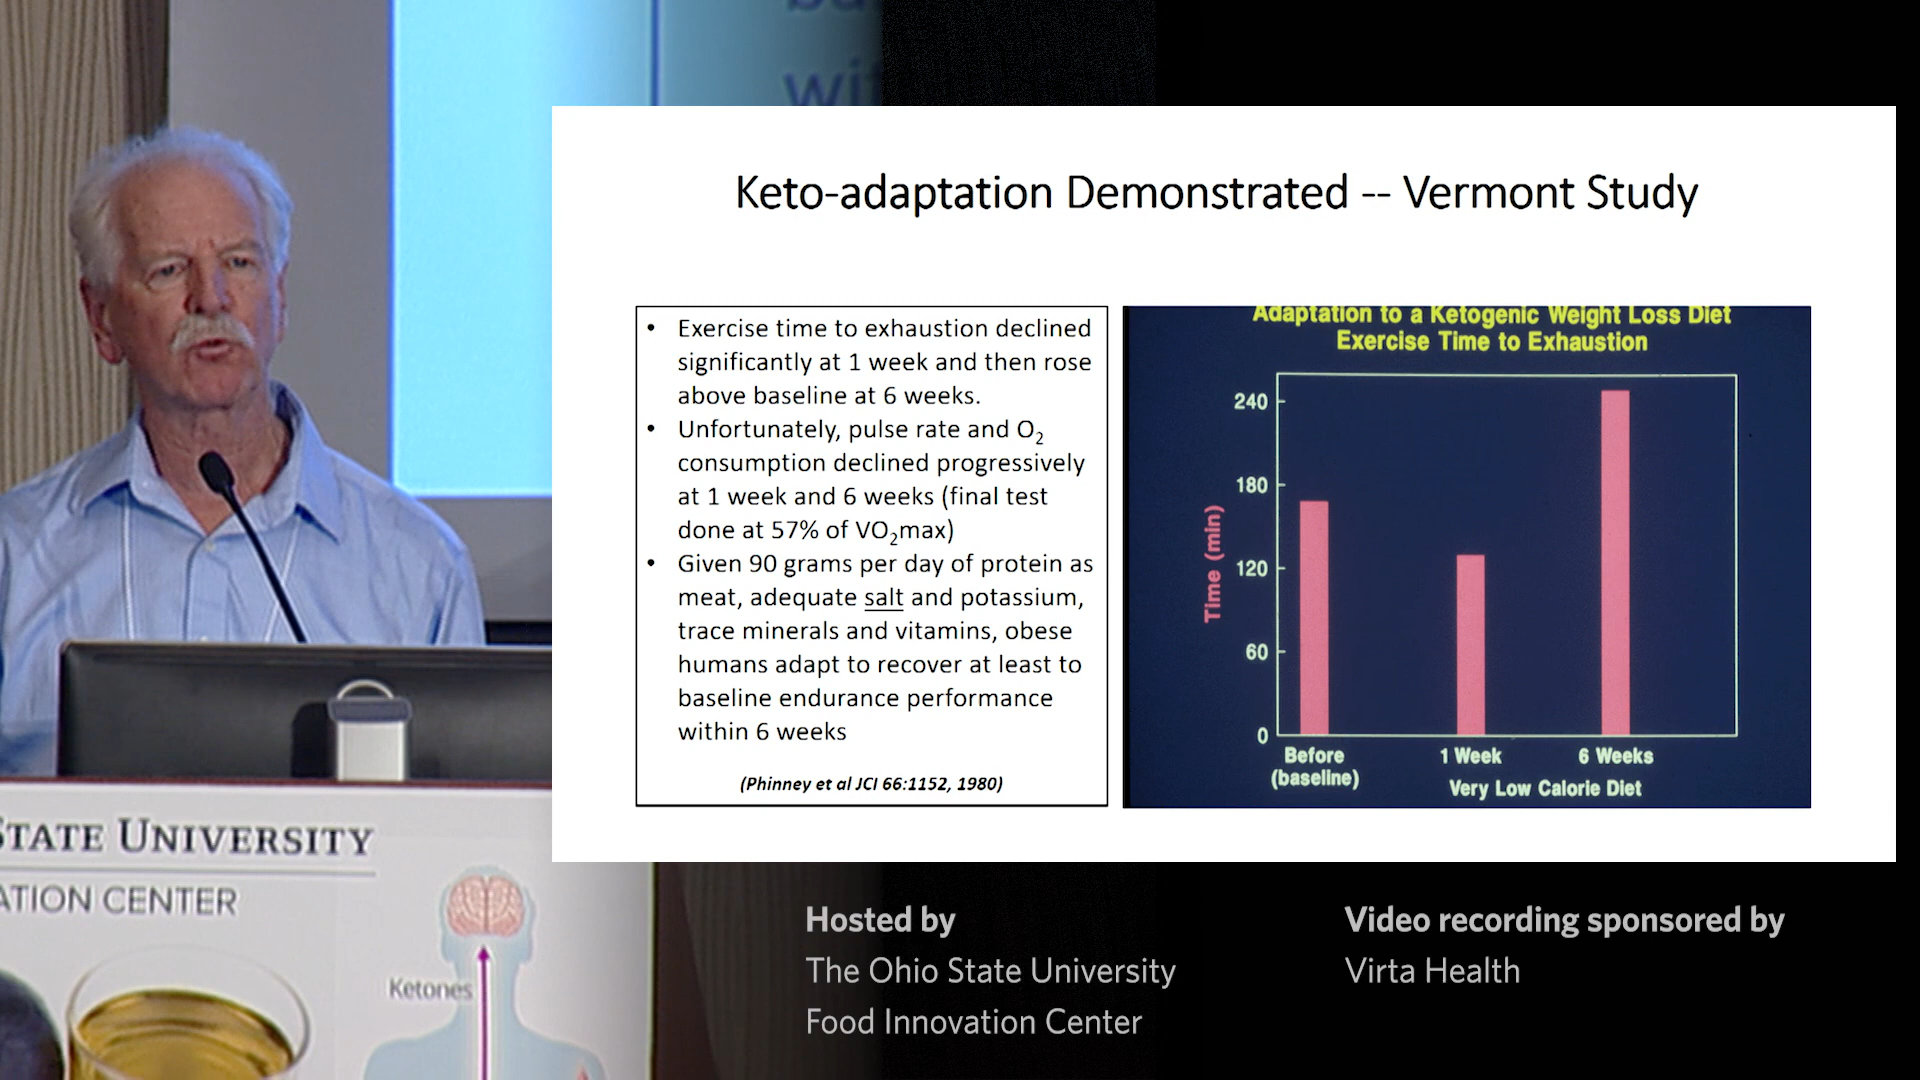 wi
Keto-adaptation Demonstrated -- Vermont Study
• Exercise time to exhaustion declined
significantly at 1 week and then rose
above baseline at 6 weeks.
• Unfortunately, pulse rate and O2
consumption declined progressively
at 1 week and 6 weeks (final test
done at 57% of VO2max)
• Given 90 grams per day of protein as
meat, adequate salt and potassium,
trace minerals and vitamins, obese
humans adapt to recover at least to
baseline endurance performance
within 6 weeks
(Phinney et al JCI 66:1152, 1980)
Adaptation to a Ketogenic Weight Loss Diet
Exercise Time to Exhaustion
Time (min)
240
180
120
60
0
Before
(baseline)
1 Week
6 Weeks
Very Low Calorie Diet
STATE UNIVERSITY
ATION CENTER
Ketones
Hosted by
The Ohio State University
Food Innovation Center
Video recording sponsored by
Virta Health